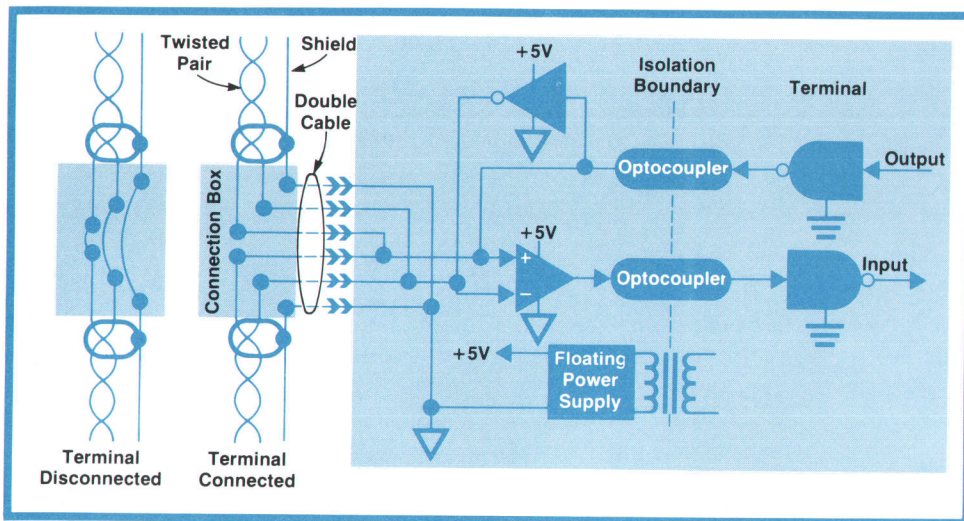 Twisted
Pair
Shield
Double
Cable
+5V
Isolation
Boundary
Terminal
Optocoupler
Output
Connection Box
+5V
+
−
Optocoupler
Input
+5V
Floating
Power
Supply
Terminal
Disconnected
Terminal
Connected